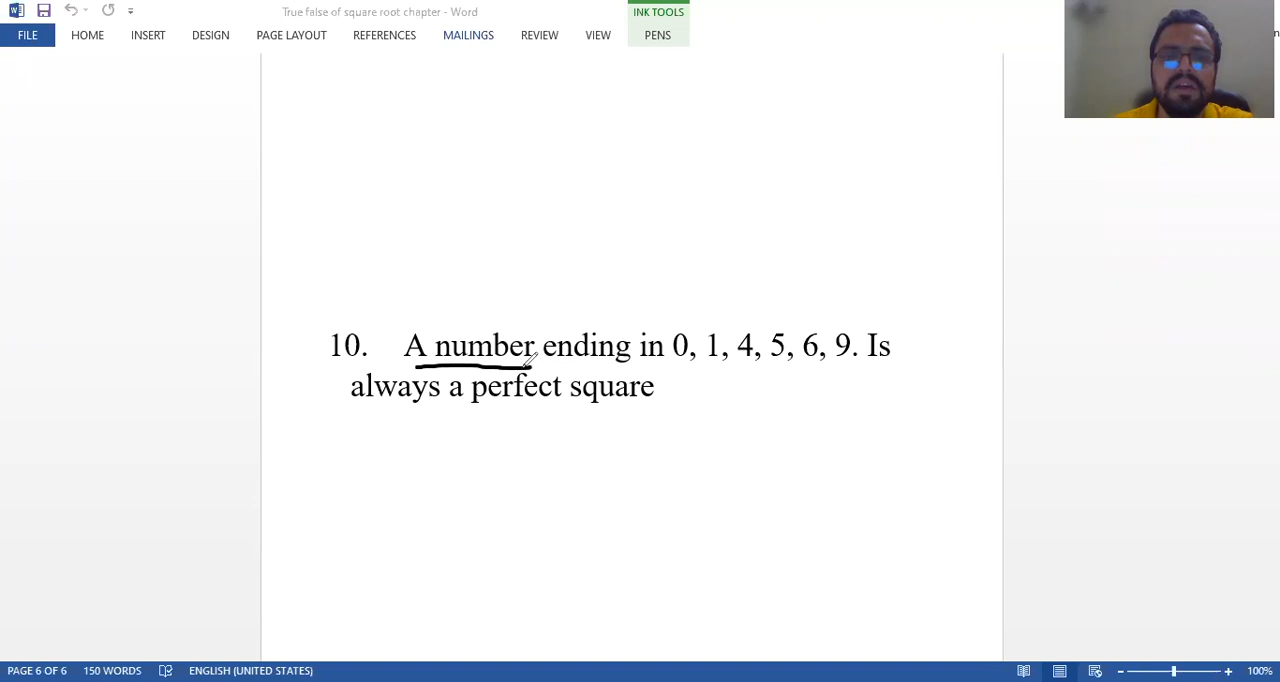 True false of square root chapter - Word
INK TOOLS
FILE HOME INSERT DESIGN PAGE LAYOUT REFERENCES MAILINGS REVIEW VIEW PENS
10. A number ending in 0, 1, 4, 5, 6, 9. Is
always a perfect square
PAGE 6 OF 6 150 WORDS ENGLISH (UNITED STATES) 100%